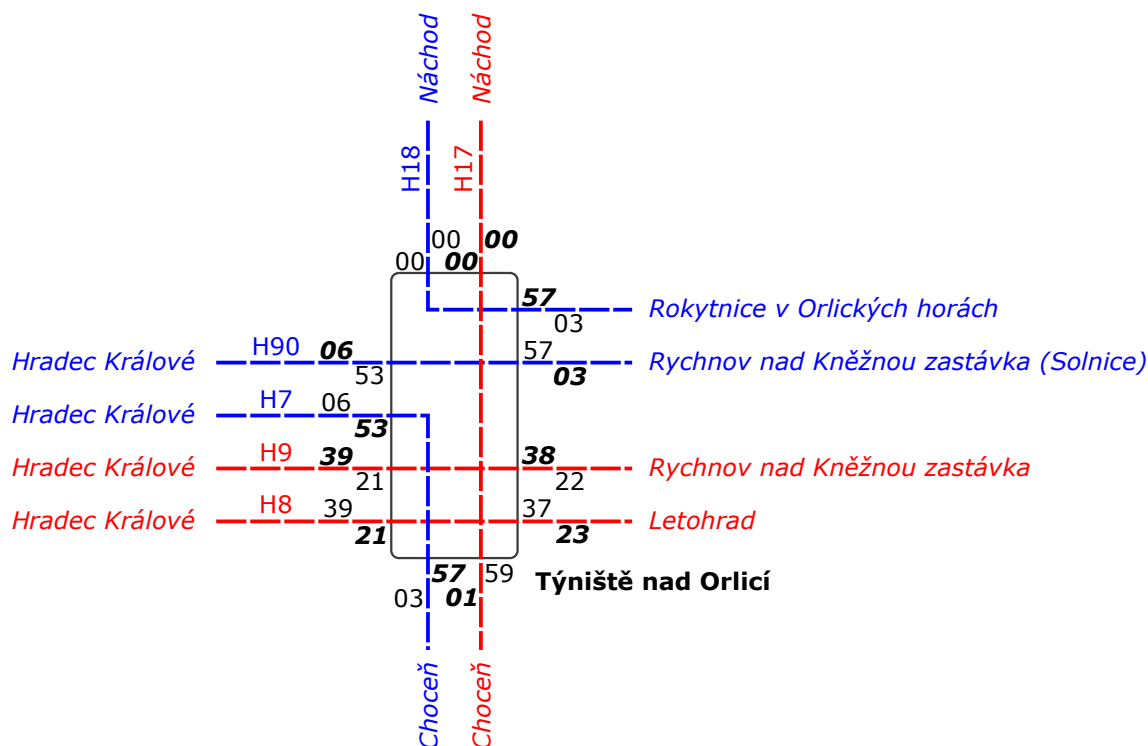 Náchod
Náchod
H18
H17
00
00
00
00
57
03
Rokytnice v Orlických horách
Hradec Králové
H90
06
53
57
03
Rychnov nad Kněžnou zastávka (Solnice)
Hradec Králové
H7
06
53
Hradec Králové
H9
39
21
38
22
Rychnov nad Kněžnou zastávka
Hradec Králové
H8
39
21
37
23
Letohrad
57
59
03
01
Týniště nad Orlicí
Choceň
Choceň